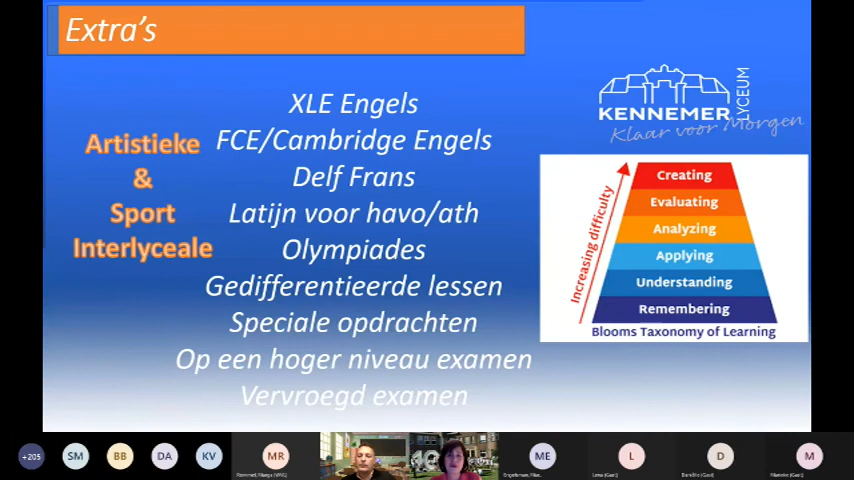 Extra's
XLE Engels
FCE/Cambridge Engels
Delf Frans
Latijn voor havo/ath
Olympiades
Gedifferentieerde lessen
Speciale opdrachten
Op een hoger niveau examen
Vervroegd examen
Artistieke
&
Sport
Interlyceale
KENNEMER
LYCEUM
Klaar voor Morgen
Increasing difficulty
Creating
Evaluating
Analyzing
Applying
Understanding
Remembering
Blooms Taxonomy of Learning
+205
SM
BB
DA
KV
MR
ME
L
D
M